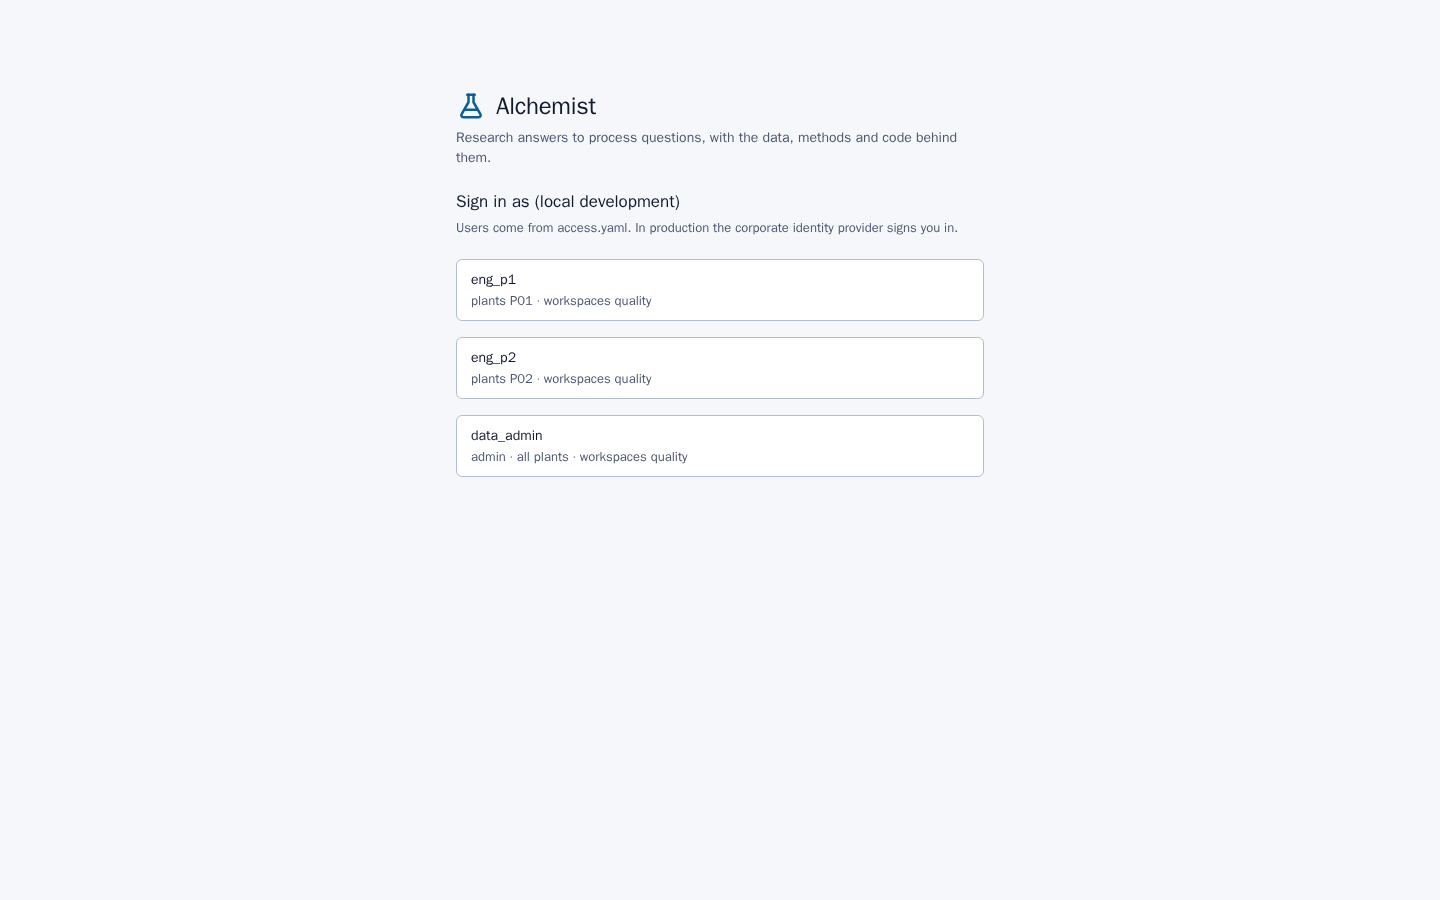 Alchemist
Research answers to process questions, with the data, methods and code behind
them.
Sign in as (local development)
Users come from access.yaml. In production the corporate identity provider signs you in.
eng_p1
plants P01 · workspaces quality
eng_p2
plants P02 · workspaces quality
data_admin
admin · all plants · workspaces quality